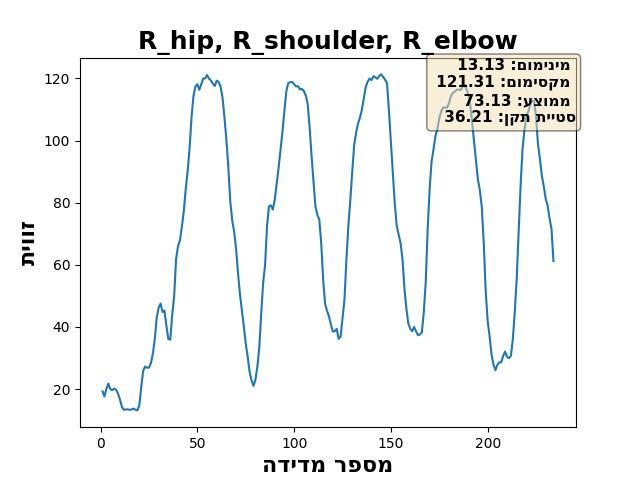 R_hip, R_shoulder, R_elbow
מינימום: 13.13
מקסימום: 121.31
ממוצע: 73.13
סטיית תקן: 36.21
120
100
80
60
40
20
זווית
0 50 100 150 200
מספר מדידה